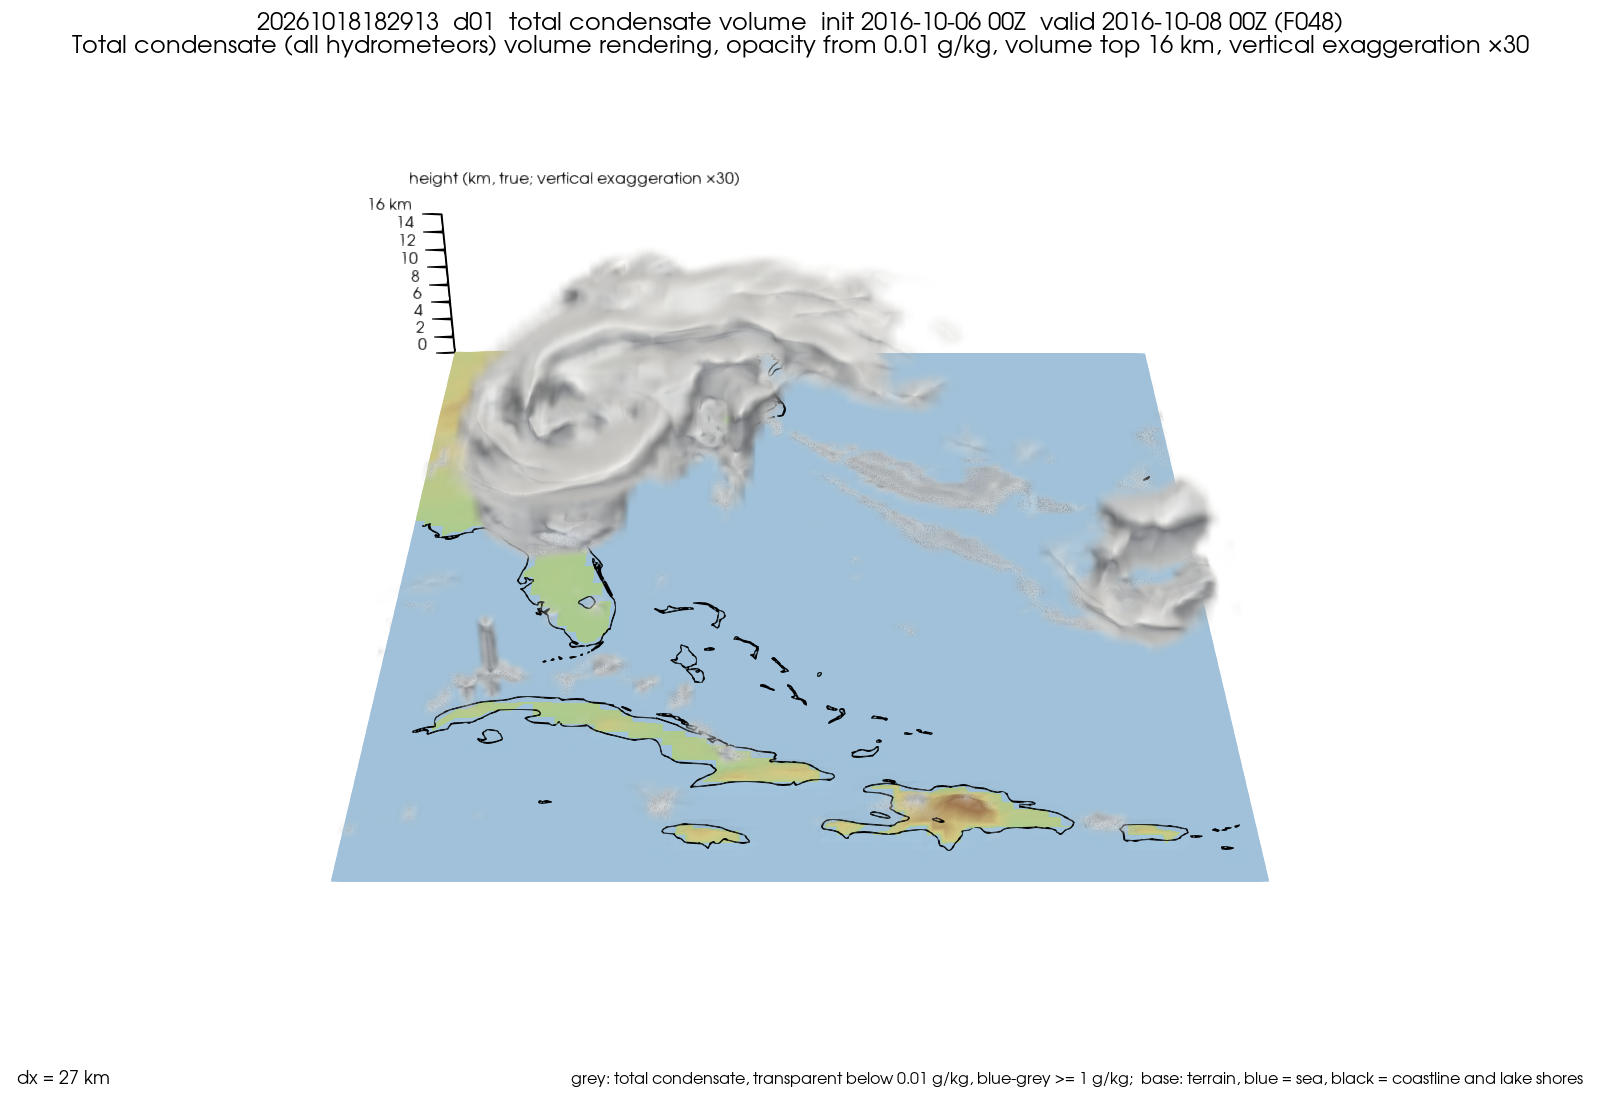 20261018182913  d01  total condensate volume  init 2016-10-06 00Z  valid 2016-10-08 00Z (F048)
Total condensate (all hydrometeors) volume rendering, opacity from 0.01 g/kg, volume top 16 km, vertical exaggeration ×30
height (km, true; vertical exaggeration ×30)
16 km
14
12
10
8
6
4
2
0
dx = 27 km
grey: total condensate, transparent below 0.01 g/kg, blue-grey >= 1 g/kg;  base: terrain, blue = sea, black = coastline and lake shores